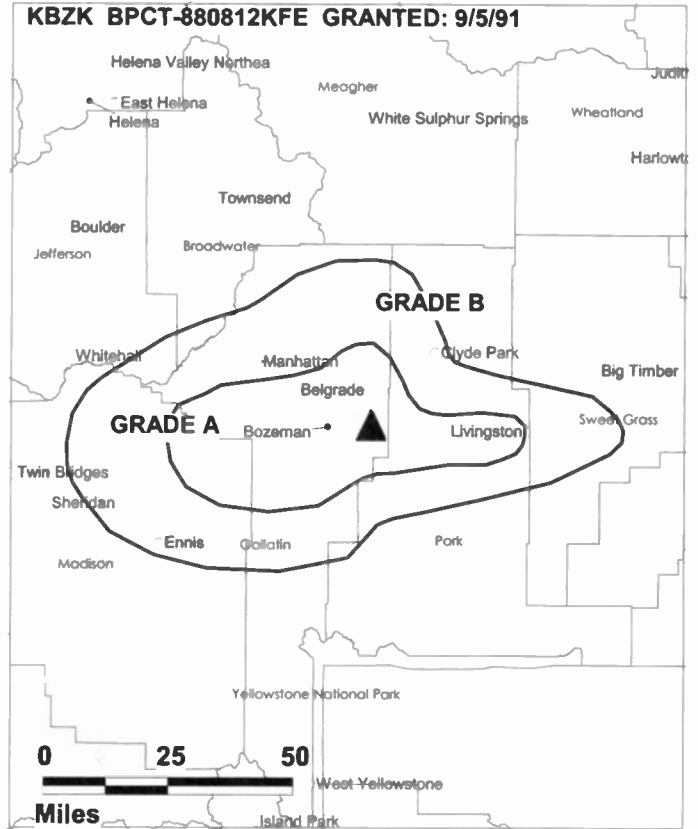 KBZK BPCT-880812KFE GRANTED: 9/5/91
Helena Valley Northea
Meagher
East Helena
Helena
White Sulphur Springs
Wheatland
Harlowt
Townsend
Boulder
Jefferson
Broadwater
GRADE B
Whitehall
Manhattan
Clyde Park
Belgrade
Big Timber
GRADE A
Bozeman
Livingston
Sweet Grass
Twin Bridges
Sheridan
Ennis
Gallatin
Park
Madison
Yellowstone National Park
0 25 50
West Yellowstone
Miles
Island Park